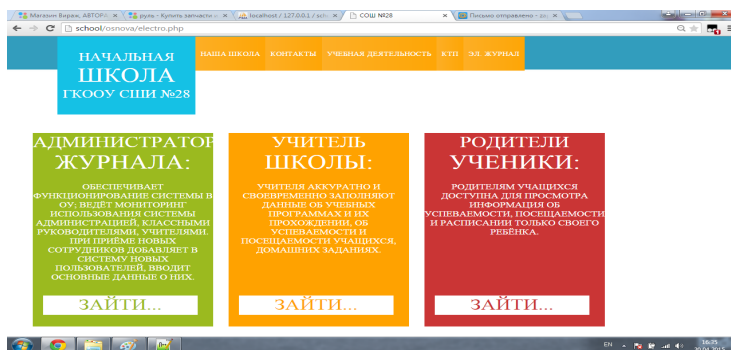 Магазин Вираж, АВТОРА
руль - Купить запчасти
localhost / 127.0.0.1 / sch
СОШ №28
Письмо отправлено -
school/osnova/electro.php
НАЧАЛЬНАЯ
ШКОЛА
ГКООУ СШИ №28
НАША ШКОЛА КОНТАКТЫ УЧЕБНАЯ ДЕЯТЕЛЬНОСТЬ КТП ЭЛ. ЖУРНАЛ
АДМИНИСТРАТОР
ЖУРНАЛА:
ОБЕСПЕЧИВАЕТ
ФУНКЦИОНИРОВАНИЕ СИСТЕМЫ В
ОУ; ВЕДЁТ МОНИТОРИНГ
ИСПОЛЬЗОВАНИЯ СИСТЕМЫ
АДМИНИСТРАЦИЕЙ, КЛАССНЫМИ
РУКОВОДИТЕЛЯМИ, УЧИТЕЛЯМИ.
ПРИ ПРИЁМЕ НОВЫХ
СОТРУДНИКОВ ДОБАВЛЯЕТ В
СИСТЕМУ НОВЫХ
ПОЛЬЗОВАТЕЛЕЙ, ВВОДИТ
ОСНОВНЫЕ ДАННЫЕ О НИХ.
ЗАЙТИ...
УЧИТЕЛЬ
ШКОЛЫ:
УЧИТЕЛЯ АККУРАТНО И
СВОЕВРЕМЕННО ЗАПОЛНЯЮТ
ДАННЫЕ ОБ УЧЕБНЫХ
ПРОГРАММАХ И ИХ
ПРОХОЖДЕНИИ, ОБ
УСПЕВАЕМОСТИ И
ПОСЕЩАЕМОСТИ УЧАЩИХСЯ,
ДОМАШНИХ ЗАДАНИЯХ.
ЗАЙТИ...
РОДИТЕЛИ
УЧЕНИКИ:
РОДИТЕЛЯМ УЧАЩИХСЯ
ДОСТУПНА ДЛЯ ПРОСМОТРА
ИНФОРМАЦИЯ ОБ
УСПЕВАЕМОСТИ, ПОСЕЩАЕМОСТИ
И РАСПИСАНИИ ТОЛЬКО СВОЕГО
РЕБЁНКА.
ЗАЙТИ...
EN
16:35
20.04.2015